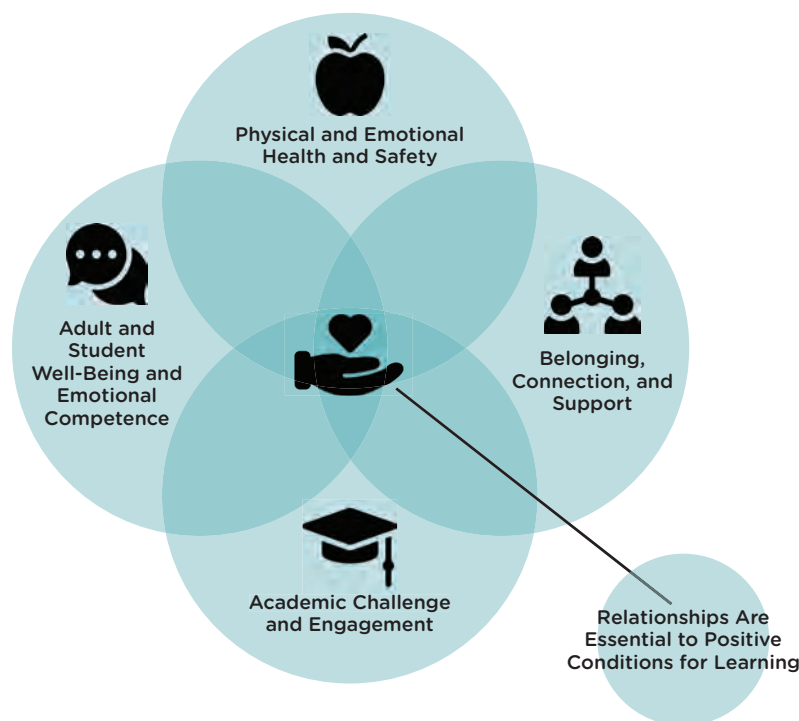 Physical and Emotional
Health and Safety
Adult and
Student
Well-Being and
Emotional
Competence
Belonging,
Connection, and
Support
Academic Challenge
and Engagement
Relationships Are
Essential to Positive
Conditions for Learning